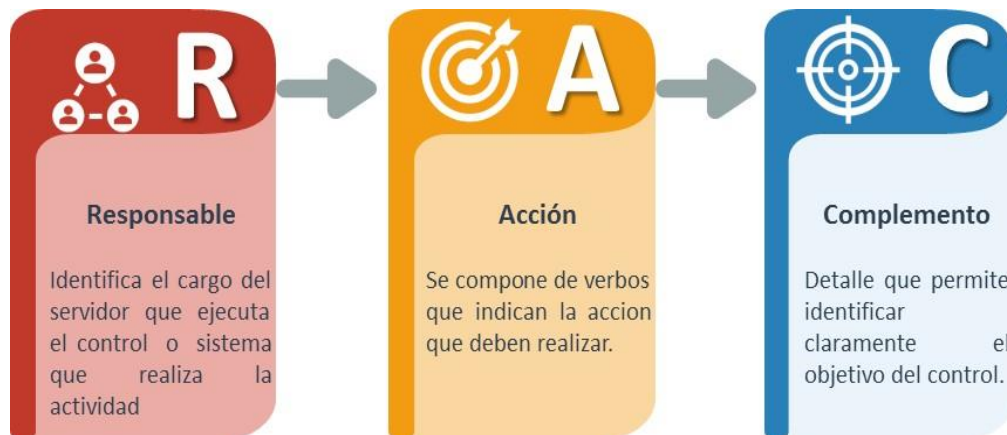 R
Responsable
Identifica el cargo del
servidor que ejecuta
el control o sistema
que realiza la
actividad
A
Acción
Se compone de verbos
que indican la accion
que deben realizar.
C
Complemento
Detalle que permite
identificar
claramente el
objetivo del control.